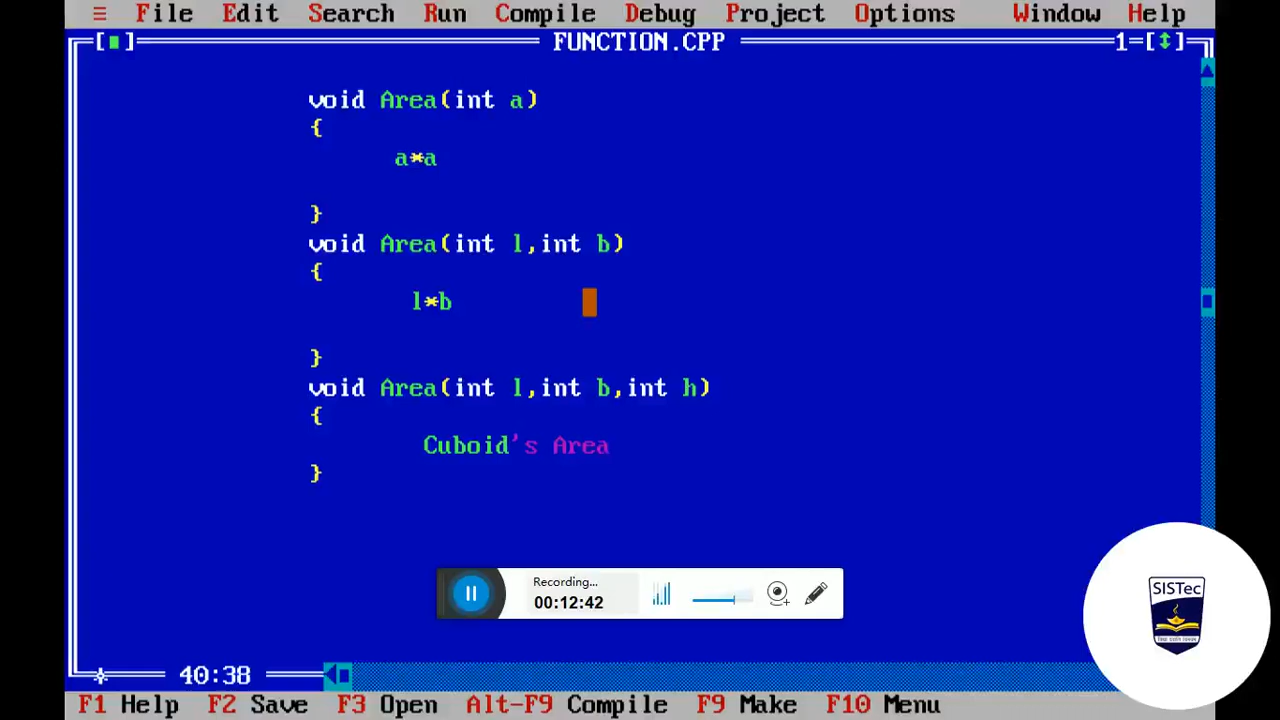 ≡ File Edit Search Run Compile Debug Project Options Window Help
[■] FUNCTION.CPP 1=[↕]
void Area(int a)
{
a*a
}
void Area(int l,int b)
{
l*b
}
void Area(int l,int b,int h)
{
Cuboid's Area
}
Recording...
00:12:42
SISTec
40:38
F1 Help F2 Save F3 Open Alt-F9 Compile F9 Make F10 Menu